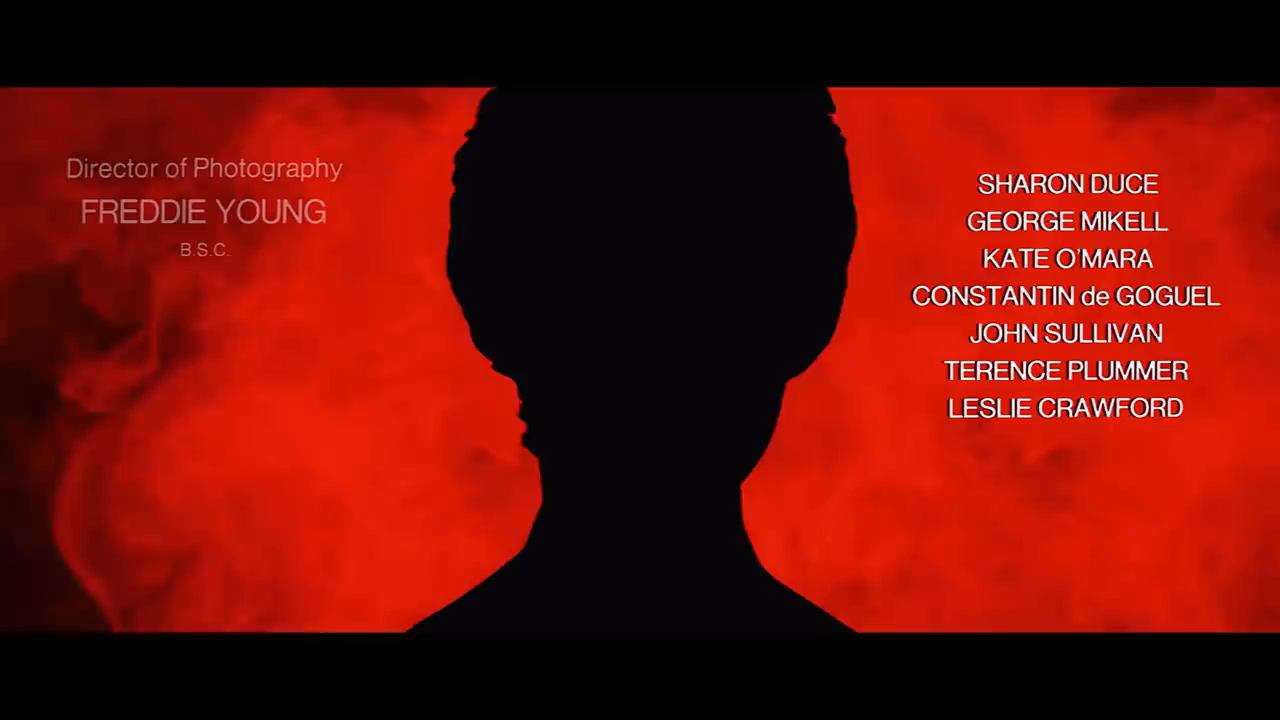 Director of Photography
FREDDIE YOUNG
B.S.C.
SHARON DUCE
GEORGE MIKELL
KATE O'MARA
CONSTANTIN de GOGUEL
JOHN SULLIVAN
TERENCE PLUMMER
LESLIE CRAWFORD